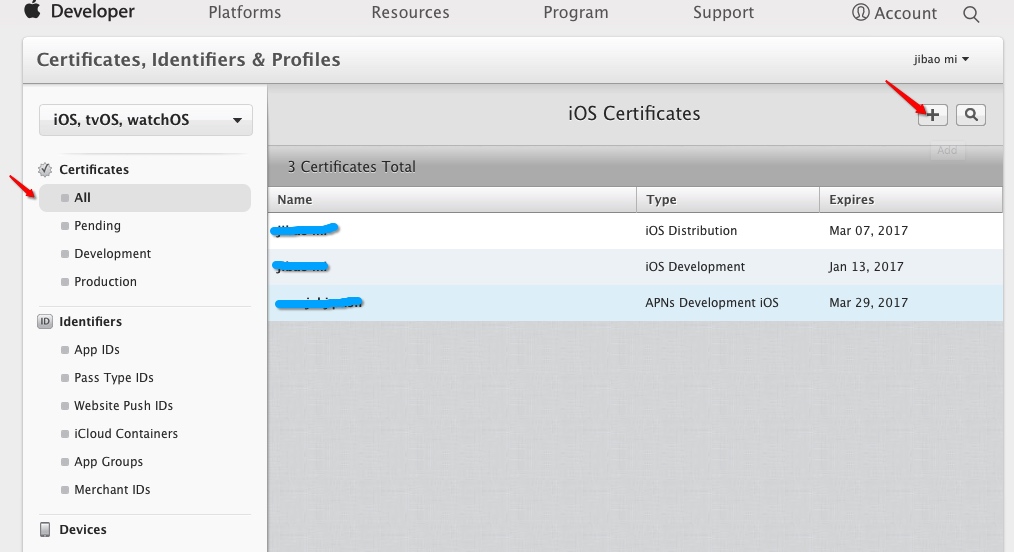 Developer
Platforms
Resources
Program
Support
Account
Certificates, Identifiers & Profiles
jibao mi
iOS, tvOS, watchOS
iOS Certificates
Add
3 Certificates Total
Certificates
All
Pending
Development
Production
ID Identifiers
App IDs
Pass Type IDs
Website Push IDs
iCloud Containers
App Groups
Merchant IDs
Devices
Name Type Expires
iOS Distribution Mar 07, 2017
iOS Development Jan 13, 2017
APNs Development iOS Mar 29, 2017